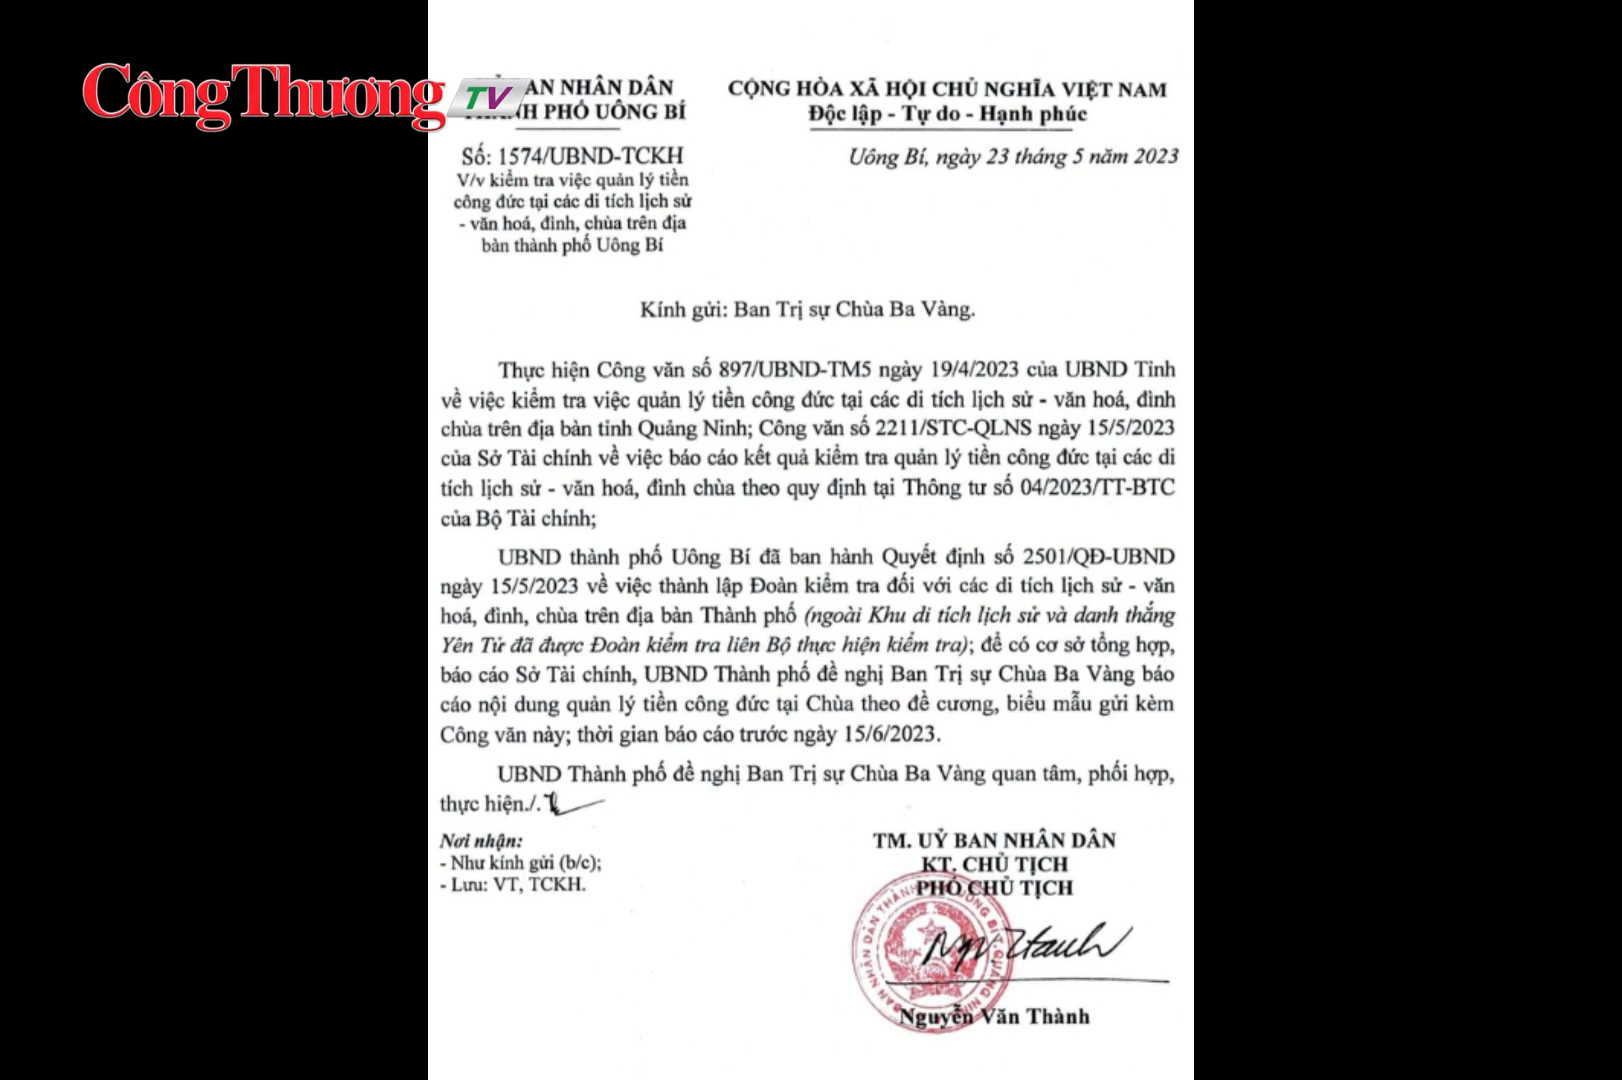 CôngThương TV
AN NHÂN DÂN
THÀNH PHỐ UÔNG BÍ
CỘNG HÒA XÃ HỘI CHỦ NGHĨA VIỆT NAM
Độc lập - Tự do - Hạnh phúc
Số: 1574/UBND-TCKH
Uông Bí, ngày 23 tháng 5 năm 2023
V/v kiểm tra việc quản lý tiền
công đức tại các di tích lịch sử
- văn hoá, đình, chùa trên địa
bàn thành phố Uông Bí
Kính gửi: Ban Trị sự Chùa Ba Vàng.
Thực hiện Công văn số 897/UBND-TM5 ngày 19/4/2023 của UBND Tỉnh
về việc kiểm tra việc quản lý tiền công đức tại các di tích lịch sử - văn hoá, đình
chùa trên địa bàn tỉnh Quảng Ninh; Công văn số 2211/STC-QLNS ngày 15/5/2023
của Sở Tài chính về việc báo cáo kết quả kiểm tra quản lý tiền công đức tại các di
tích lịch sử - văn hoá, đình chùa theo quy định tại Thông tư số 04/2023/TT-BTC
của Bộ Tài chính;
UBND thành phố Uông Bí đã ban hành Quyết định số 2501/QĐ-UBND
ngày 15/5/2023 về việc thành lập Đoàn kiểm tra đối với các di tích lịch sử - văn
hoá, đình, chùa trên địa bàn Thành phố (ngoài Khu di tích lịch sử và danh thắng
Yên Tử đã được Đoàn kiểm tra liên Bộ thực hiện kiểm tra); để có cơ sở tổng hợp,
báo cáo Sở Tài chính, UBND Thành phố đề nghị Ban Trị sự Chùa Ba Vàng báo
cáo nội dung quản lý tiền công đức tại Chùa theo đề cương, biểu mẫu gửi kèm
Công văn này; thời gian báo cáo trước ngày 15/6/2023.
UBND Thành phố đề nghị Ban Trị sự Chùa Ba Vàng quan tâm, phối hợp,
thực hiện./.
Nơi nhận:
- Như kính gửi (b/c);
- Lưu: VT, TCKH.
TM. UỶ BAN NHÂN DÂN
KT. CHỦ TỊCH
PHÓ CHỦ TỊCH
Nguyễn Văn Thành